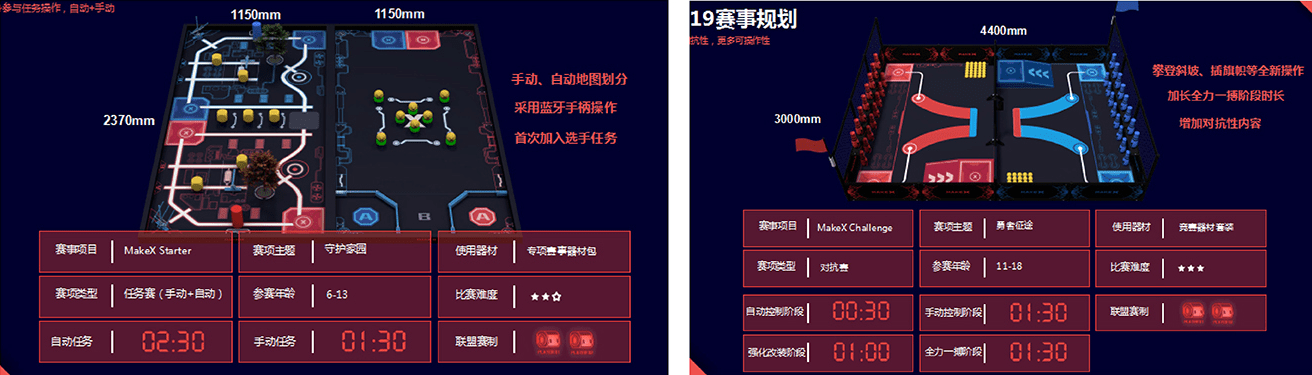 参与任务操作，自动+手动
1150mm
1150mm
2370mm
手动、自动地图划分
采用蓝牙手柄操作
首次加入选手任务
B
A
赛事项目
MakeX Starter
赛项主题
守护家园
使用器材
专项赛事器材包
赛项类型
任务赛（手动+自动）
参赛年龄
6-13
比赛难度
自动任务
02:30
手动任务
01:30
联盟赛制
19赛事规划
抗性，更多可操作性
4400mm
3000mm
攀登斜坡、插旗帜等全新操作
加长全力一搏阶段时长
增加对抗性内容
赛事项目
MakeX Challenge
赛项主题
勇者征途
使用器材
竞赛器材套装
赛项类型
对抗赛
参赛年龄
11-18
比赛难度
自动控制阶段
00:30
手动控制阶段
01:30
联盟赛制
强化改装阶段
01:00
全力一搏阶段
01:30